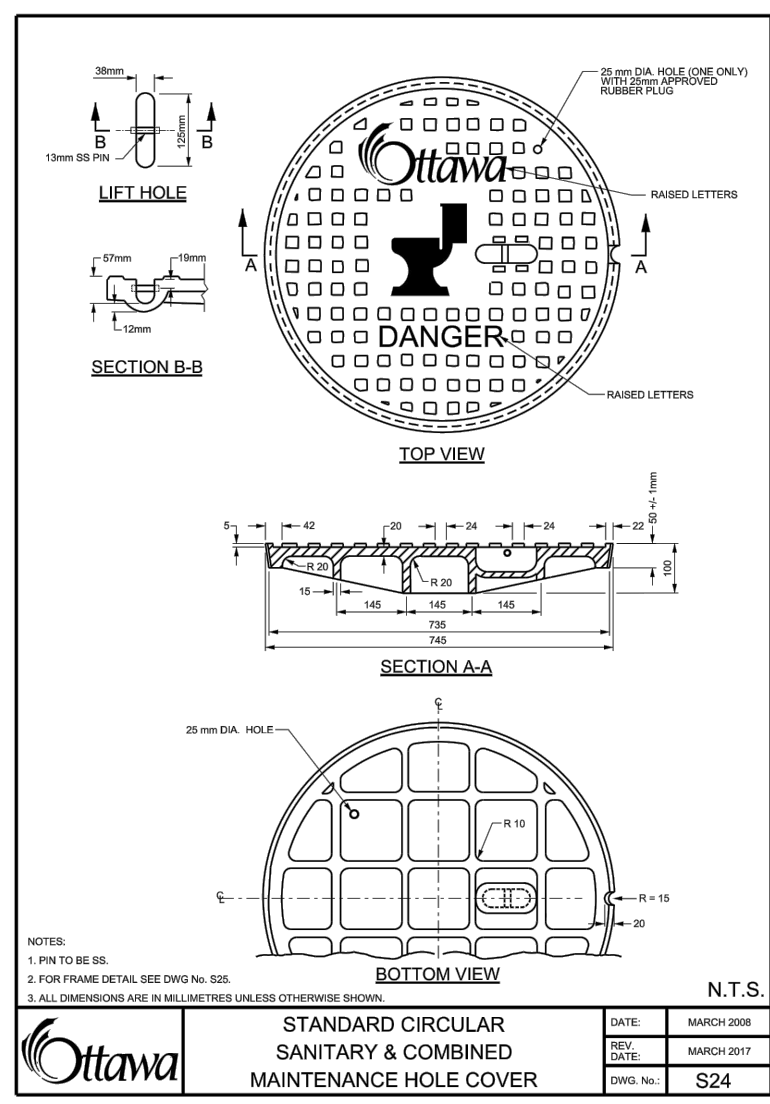 38mm
B
B
125mm
13mm SS PIN
LIFT HOLE
57mm
19mm
12mm
SECTION B-B
25 mm DIA. HOLE (ONE ONLY)
WITH 25mm APPROVED
RUBBER PLUG
Ottawa
RAISED LETTERS
A
A
DANGER
RAISED LETTERS
TOP VIEW
5
42
20
24
24
22
50 +/- 1mm
R 20
R 20
100
15
145
145
145
735
745
SECTION A-A
25 mm DIA. HOLE
R 10
R = 15
20
BOTTOM VIEW
NOTES:
1. PIN TO BE SS.
2. FOR FRAME DETAIL SEE DWG No. S25.
3. ALL DIMENSIONS ARE IN MILLIMETRES UNLESS OTHERWISE SHOWN.
N.T.S.
Ottawa
STANDARD CIRCULAR
SANITARY & COMBINED
MAINTENANCE HOLE COVER
DATE: MARCH 2008
REV.
DATE: MARCH 2017
DWG. No.: S24